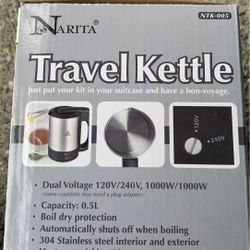 NARITA
NTK-005
Travel Kettle
Just put your kit in your suitcase and have a bon-voyage.
120V
240V
• Dual Voltage 120V/240V, 1000W/1000W
(some countries may need a plug adapter)
• Capacity: 0.5L
• Boil dry protection
• Automatically shuts off when boiling
• 304 Stainless steel interior and exterior